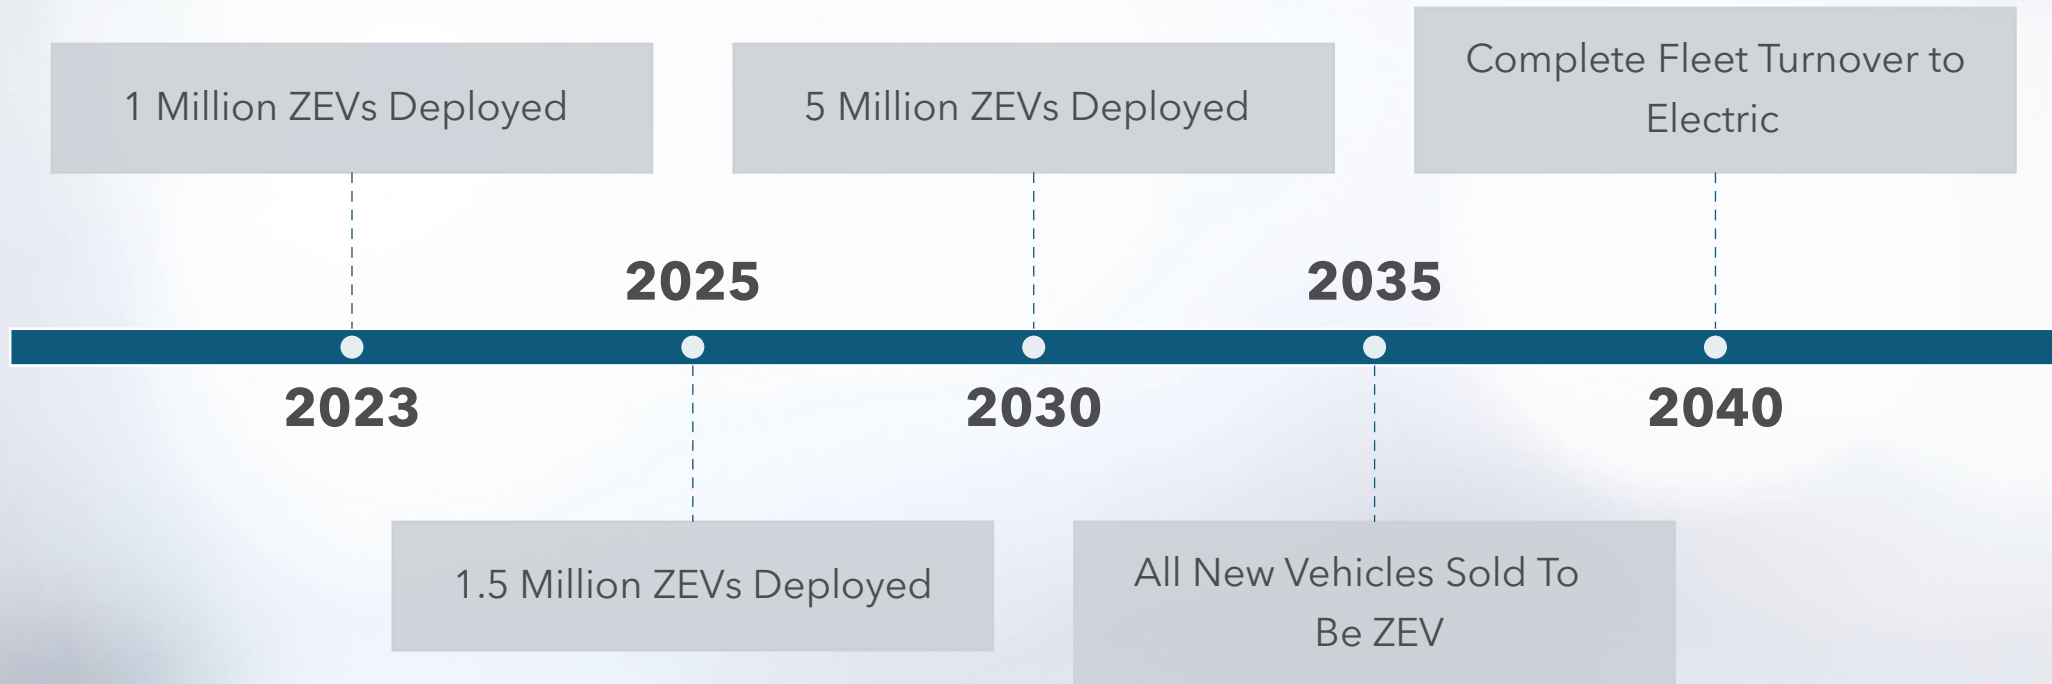 1 Million ZEVs Deployed
5 Million ZEVs Deployed
Complete Fleet Turnover to
Electric
2025
2035
2023
2030
2040
1.5 Million ZEVs Deployed
All New Vehicles Sold To
Be ZEV